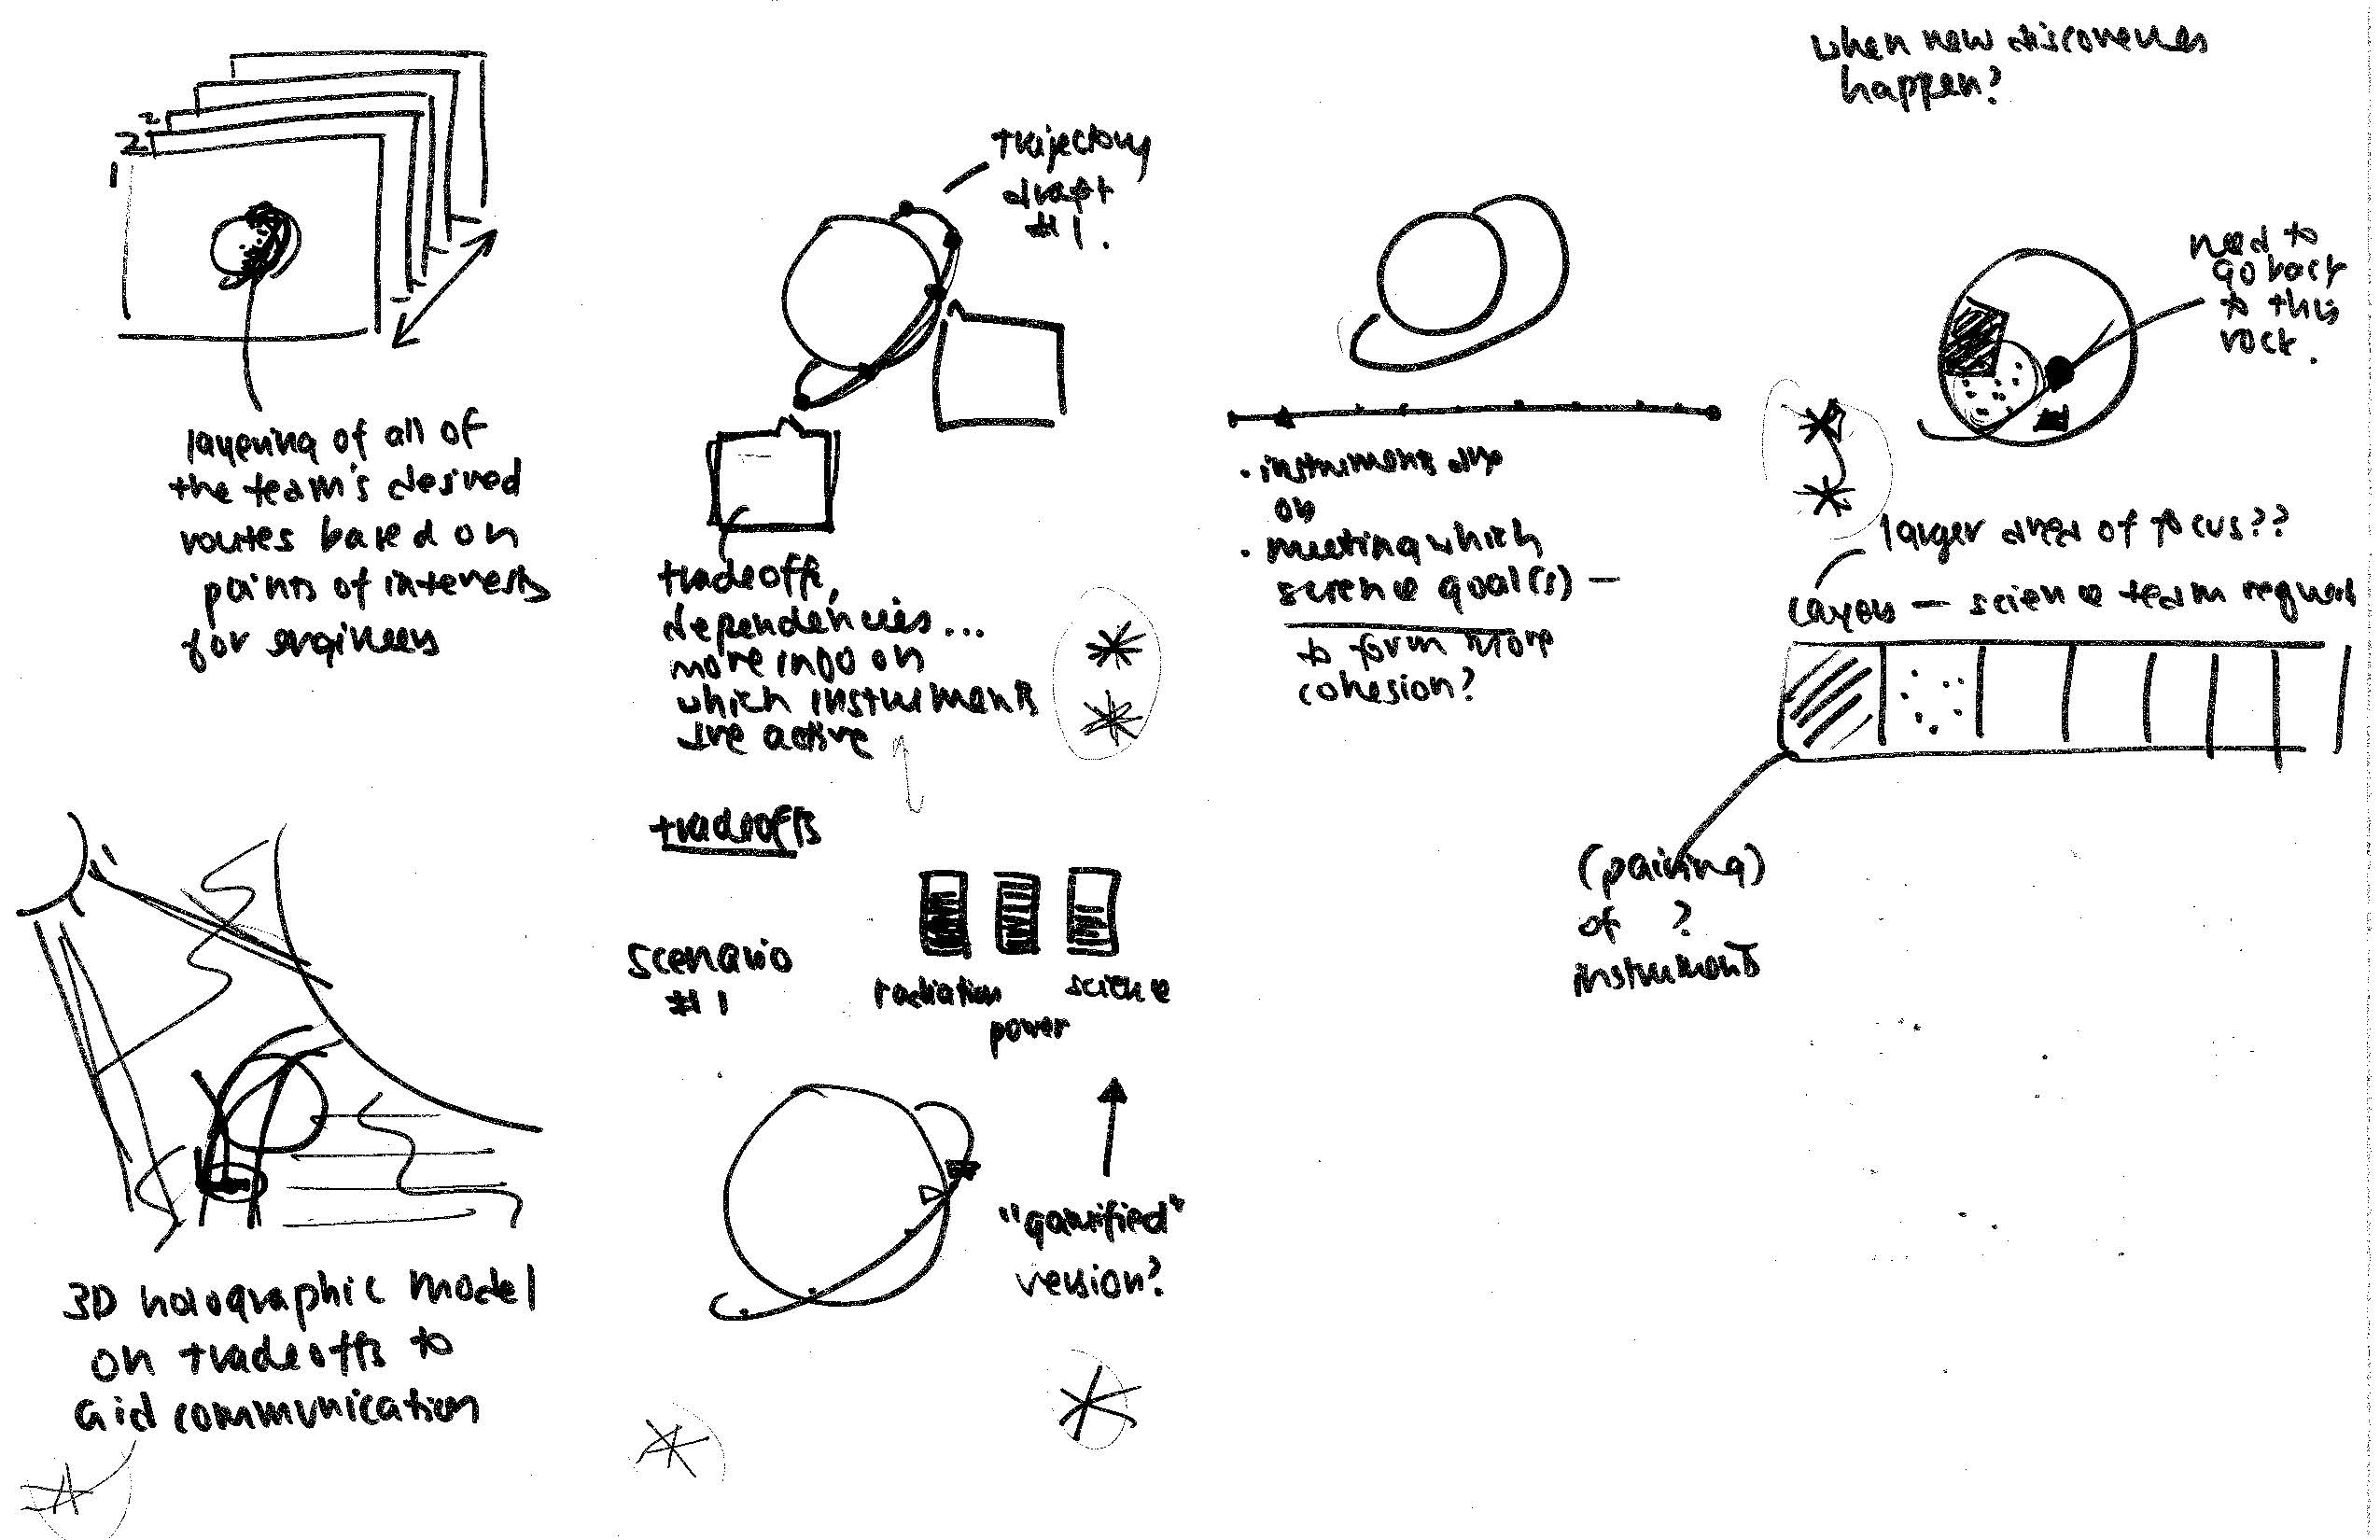 1
2
2
layering of all of
the team's desired
routes based on
points of interests
for engineers
3D holographic model
on tradeoffs to
aid communication
trajectory
draft
#1.
tradeoffs,
dependencies...
more info on
which instruments
are active
tradeoffs
scenario
#1
radiation
power
science
"gamified"
version?
• instruments are
on
• meeting which
science goal(s) —
to form more
cohesion?
when new discoveries
happen?
need to
go back
to this
rock.
larger area of focus??
layers — science team request
(pairing)
of ?
instruments